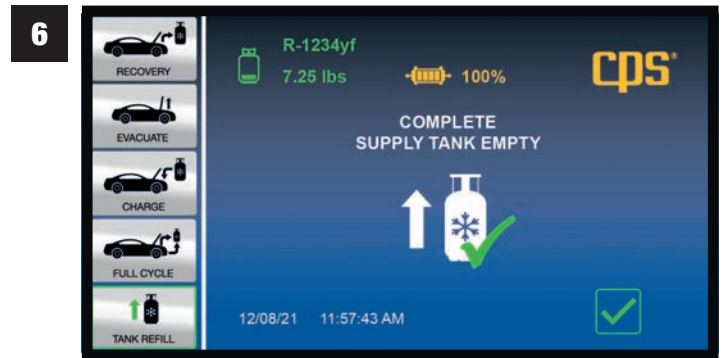 6
RECOVERY
EVACUATE
CHARGE
FULL CYCLE
TANK REFILL
R-1234yf
7.25 lbs
100%
cps®
COMPLETE
SUPPLY TANK EMPTY
12/08/21 11:57:43 AM